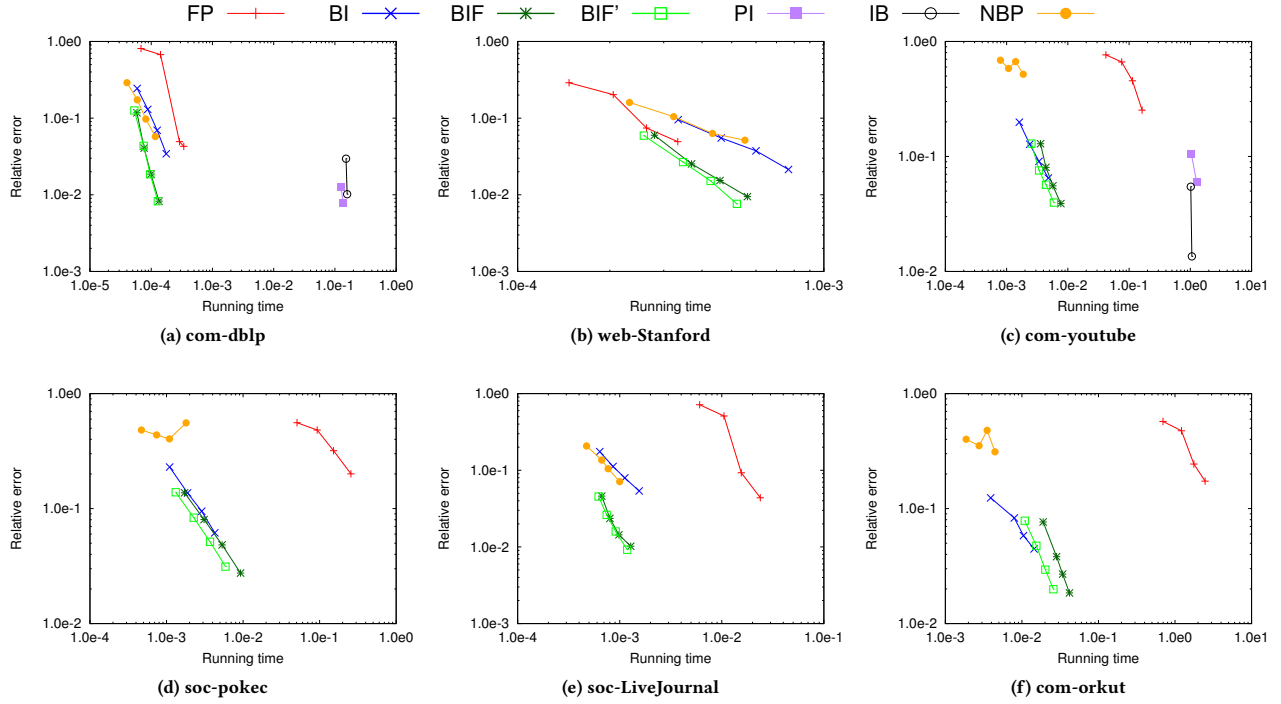 FP BI BIF BIF' PI IB NBP
1.0e0
1.0e-1
1.0e-2
1.0e-3
Relative error
1.0e-5 1.0e-4 1.0e-3 1.0e-2 1.0e-1 1.0e0
Running time
(a) com-dblp
1.0e0
1.0e-1
1.0e-2
1.0e-3
Relative error
1.0e-4 1.0e-3
Running time
(b) web-Stanford
1.0e0
1.0e-1
1.0e-2
Relative error
1.0e-4 1.0e-3 1.0e-2 1.0e-1 1.0e0 1.0e1
Running time
(c) com-youtube
1.0e0
1.0e-1
1.0e-2
Relative error
1.0e-4 1.0e-3 1.0e-2 1.0e-1 1.0e0
Running time
(d) soc-pokec
1.0e0
1.0e-1
1.0e-2
1.0e-3
Relative error
1.0e-4 1.0e-3 1.0e-2 1.0e-1
Running time
(e) soc-LiveJournal
1.0e0
1.0e-1
1.0e-2
Relative error
1.0e-3 1.0e-2 1.0e-1 1.0e0 1.0e1
Running time
(f) com-orkut